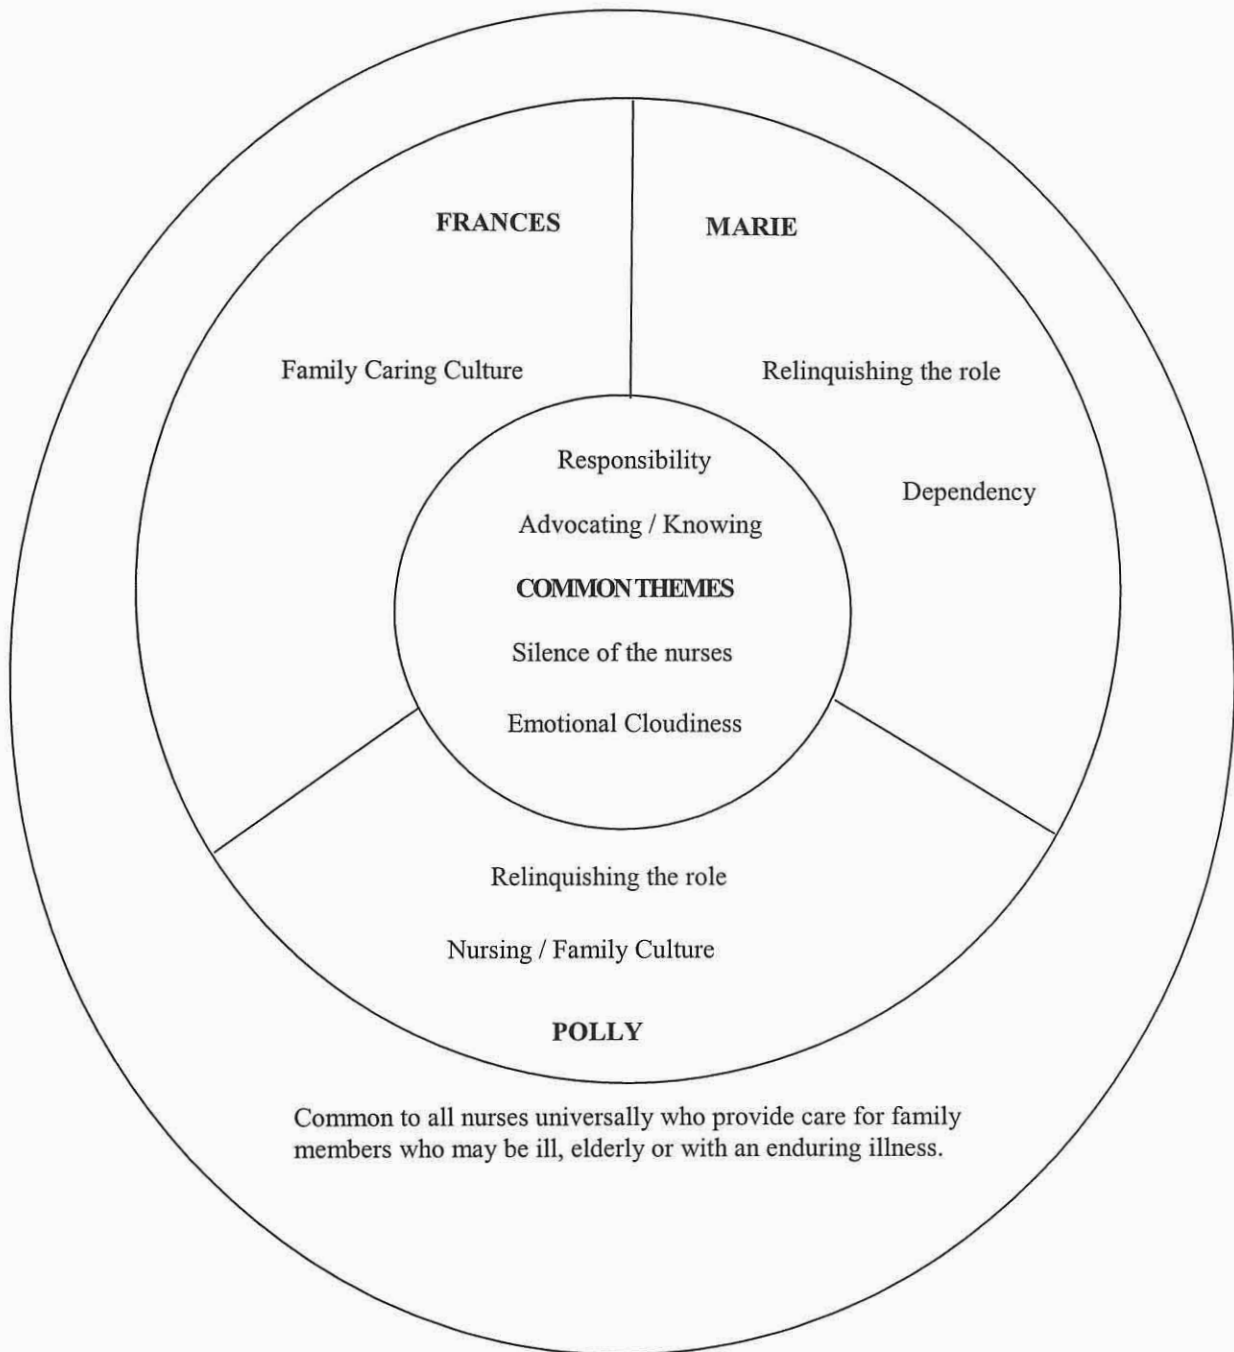 FRANCES
MARIE
Family Caring Culture
Relinquishing the role
Responsibility
Dependency
Advocating / Knowing
COMMON THEMES
Silence of the nurses
Emotional Cloudiness
Relinquishing the role
Nursing / Family Culture
POLLY
Common to all nurses universally who provide care for family
members who may be ill, elderly or with an enduring illness.